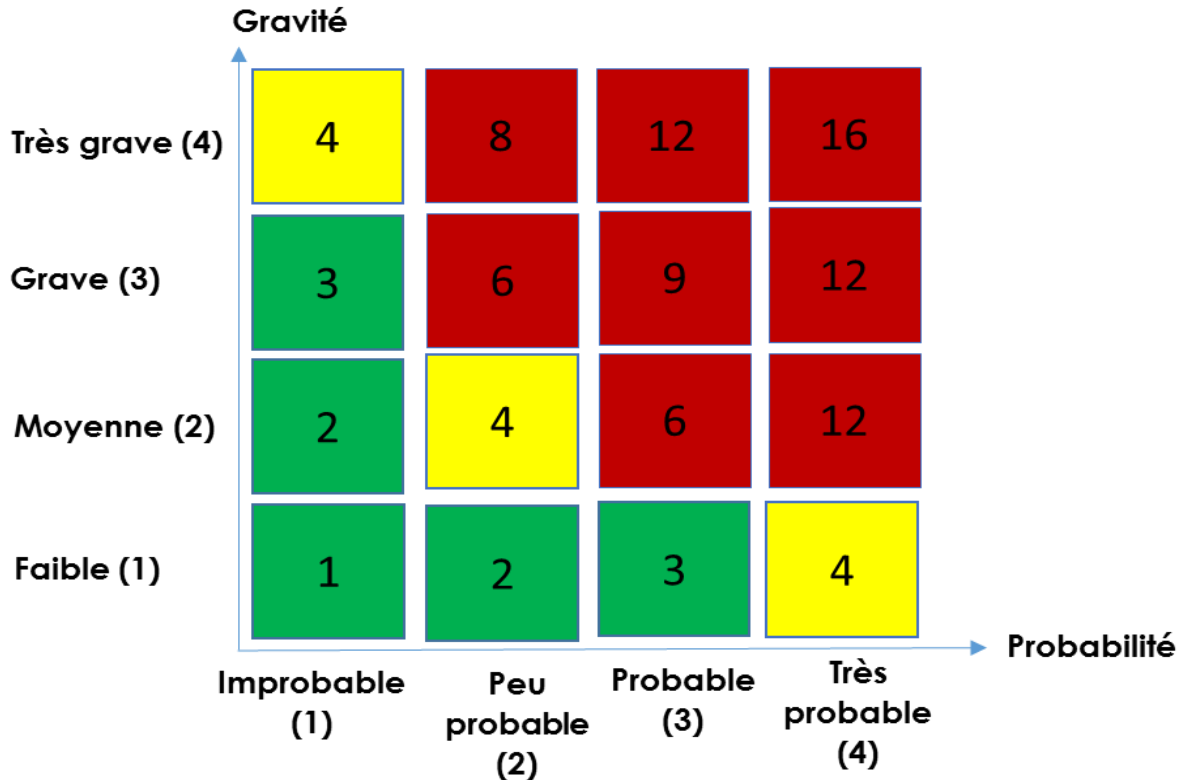 Gravité
Très grave (4) 4 8 12 16
Grave (3) 3 6 9 12
Moyenne (2) 2 4 6 12
Faible (1) 1 2 3 4
Probabilité
Improbable
(1)
Peu
probable
(2)
Probable
(3)
Très
probable
(4)